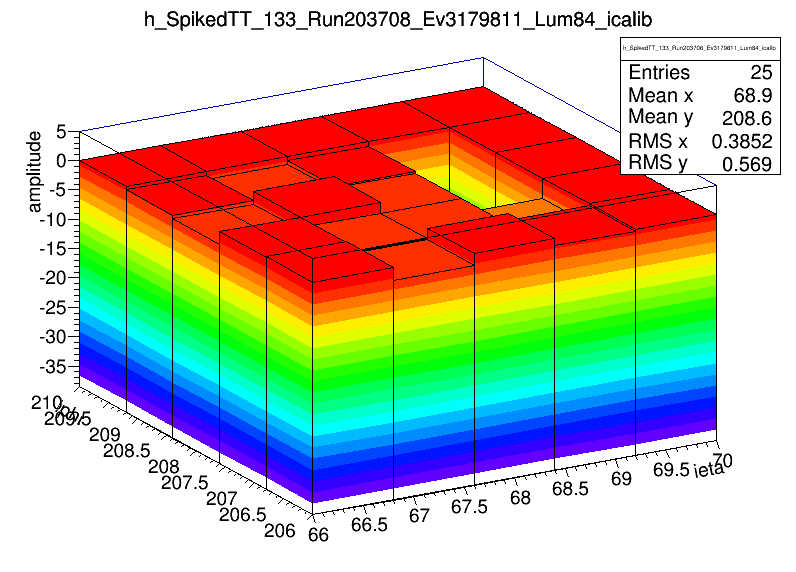 h_SpikedTT_133_Run203708_Ev3179811_Lum84_icalib
h_SpikedTT_133_Run203708_Ev3179811_Lum84_icalib
Entries 25
Mean x 68.9
Mean y 208.6
RMS x 0.3852
RMS y 0.569
amplitude
5
0
-5
-10
-15
-20
-25
-30
-35
210
209.5
209
208.5
208
207.5
207
206.5
206
iphi
66
66.5
67
67.5
68
68.5
69
69.5
70
ieta